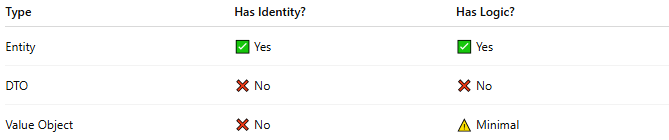 Type Has Identity? Has Logic?
Entity ✅ Yes ✅ Yes
DTO ❌ No ❌ No
Value Object ❌ No ⚠️ Minimal